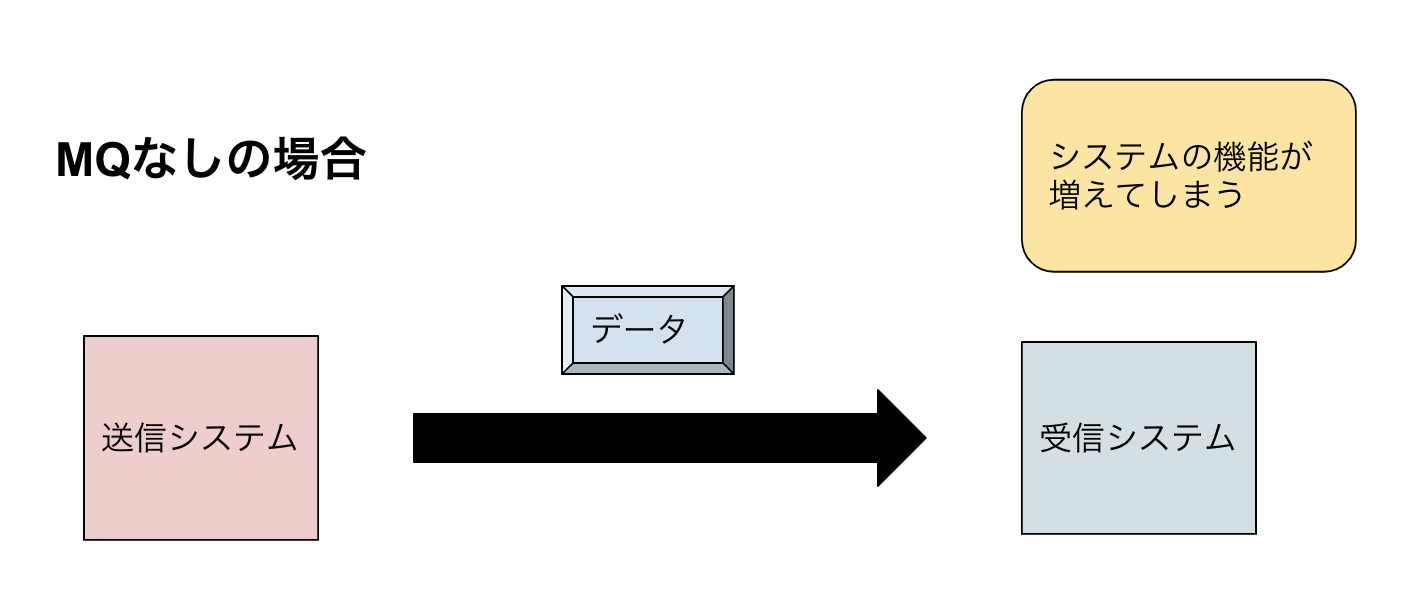 MQなしの場合
システムの機能が
増えてしまう
データ
送信システム
受信システム